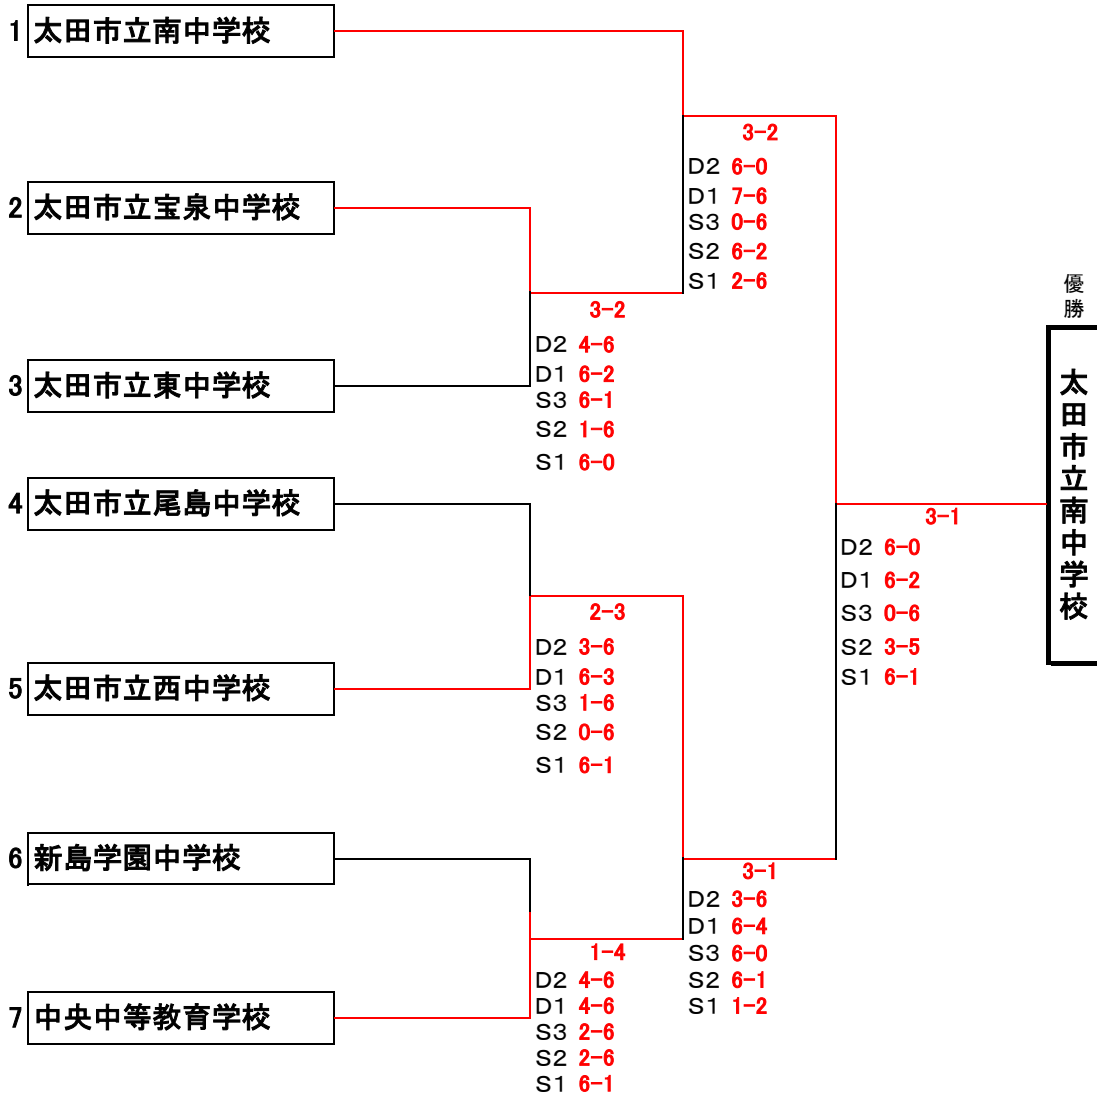 1 太田市立南中学校
3-2
D2 6-0
D1 7-6
S3 0-6
S2 6-2
S1 2-6
2 太田市立宝泉中学校
3-2
D2 4-6
D1 6-2
S3 6-1
S2 1-6
S1 6-0
3 太田市立東中学校
4 太田市立尾島中学校
2-3
D2 3-6
D1 6-3
S3 1-6
S2 0-6
S1 6-1
5 太田市立西中学校
3-1
D2 3-6
D1 6-4
S3 6-0
S2 6-1
S1 1-2
6 新島学園中学校
1-4
D2 4-6
D1 4-6
S3 2-6
S2 2-6
S1 6-1
7 中央中等教育学校
3-1
D2 6-0
D1 6-2
S3 0-6
S2 3-5
S1 6-1
優勝
太田市立南中学校